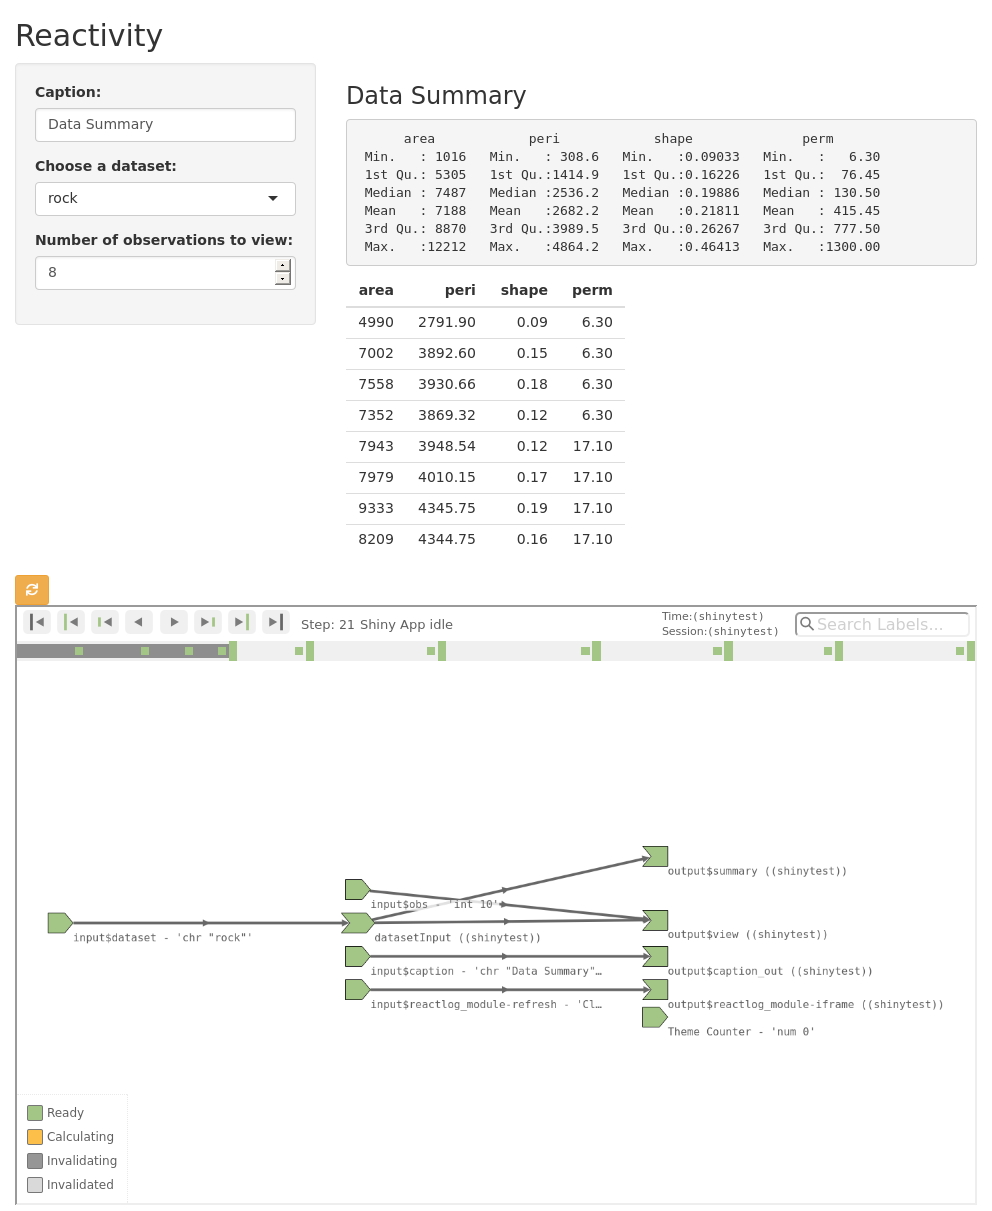 Reactivity
Caption:
Data Summary
Choose a dataset:
rock
Number of observations to view:
8
Data Summary
area peri shape perm
Min. : 1016 Min. : 308.6 Min. :0.09033 Min. : 6.30
1st Qu.: 5305 1st Qu.:1414.9 1st Qu.:0.16226 1st Qu.: 76.45
Median : 7487 Median :2536.2 Median :0.19886 Median : 130.50
Mean : 7188 Mean :2682.2 Mean :0.21811 Mean : 415.45
3rd Qu.: 8870 3rd Qu.:3989.5 3rd Qu.:0.26267 3rd Qu.: 777.50
Max. :12212 Max. :4864.2 Max. :0.46413 Max. :1300.00
area peri shape perm
4990 2791.90 0.09 6.30
7002 3892.60 0.15 6.30
7558 3930.66 0.18 6.30
7352 3869.32 0.12 6.30
7943 3948.54 0.12 17.10
7979 4010.15 0.17 17.10
9333 4345.75 0.19 17.10
8209 4344.75 0.16 17.10
Step: 21 Shiny App idle
Time:(shinytest)
Session:(shinytest)
Search Labels...
output$summary ((shinytest))
input$obs - 'int 10'
input$dataset - 'chr "rock"'
datasetInput ((shinytest))
output$view ((shinytest))
input$caption - 'chr "Data Summary"…
output$caption_out ((shinytest))
input$reactlog_module-refresh - 'Cl…
output$reactlog_module-iframe ((shinytest))
Theme Counter - 'num 0'
Ready
Calculating
Invalidating
Invalidated